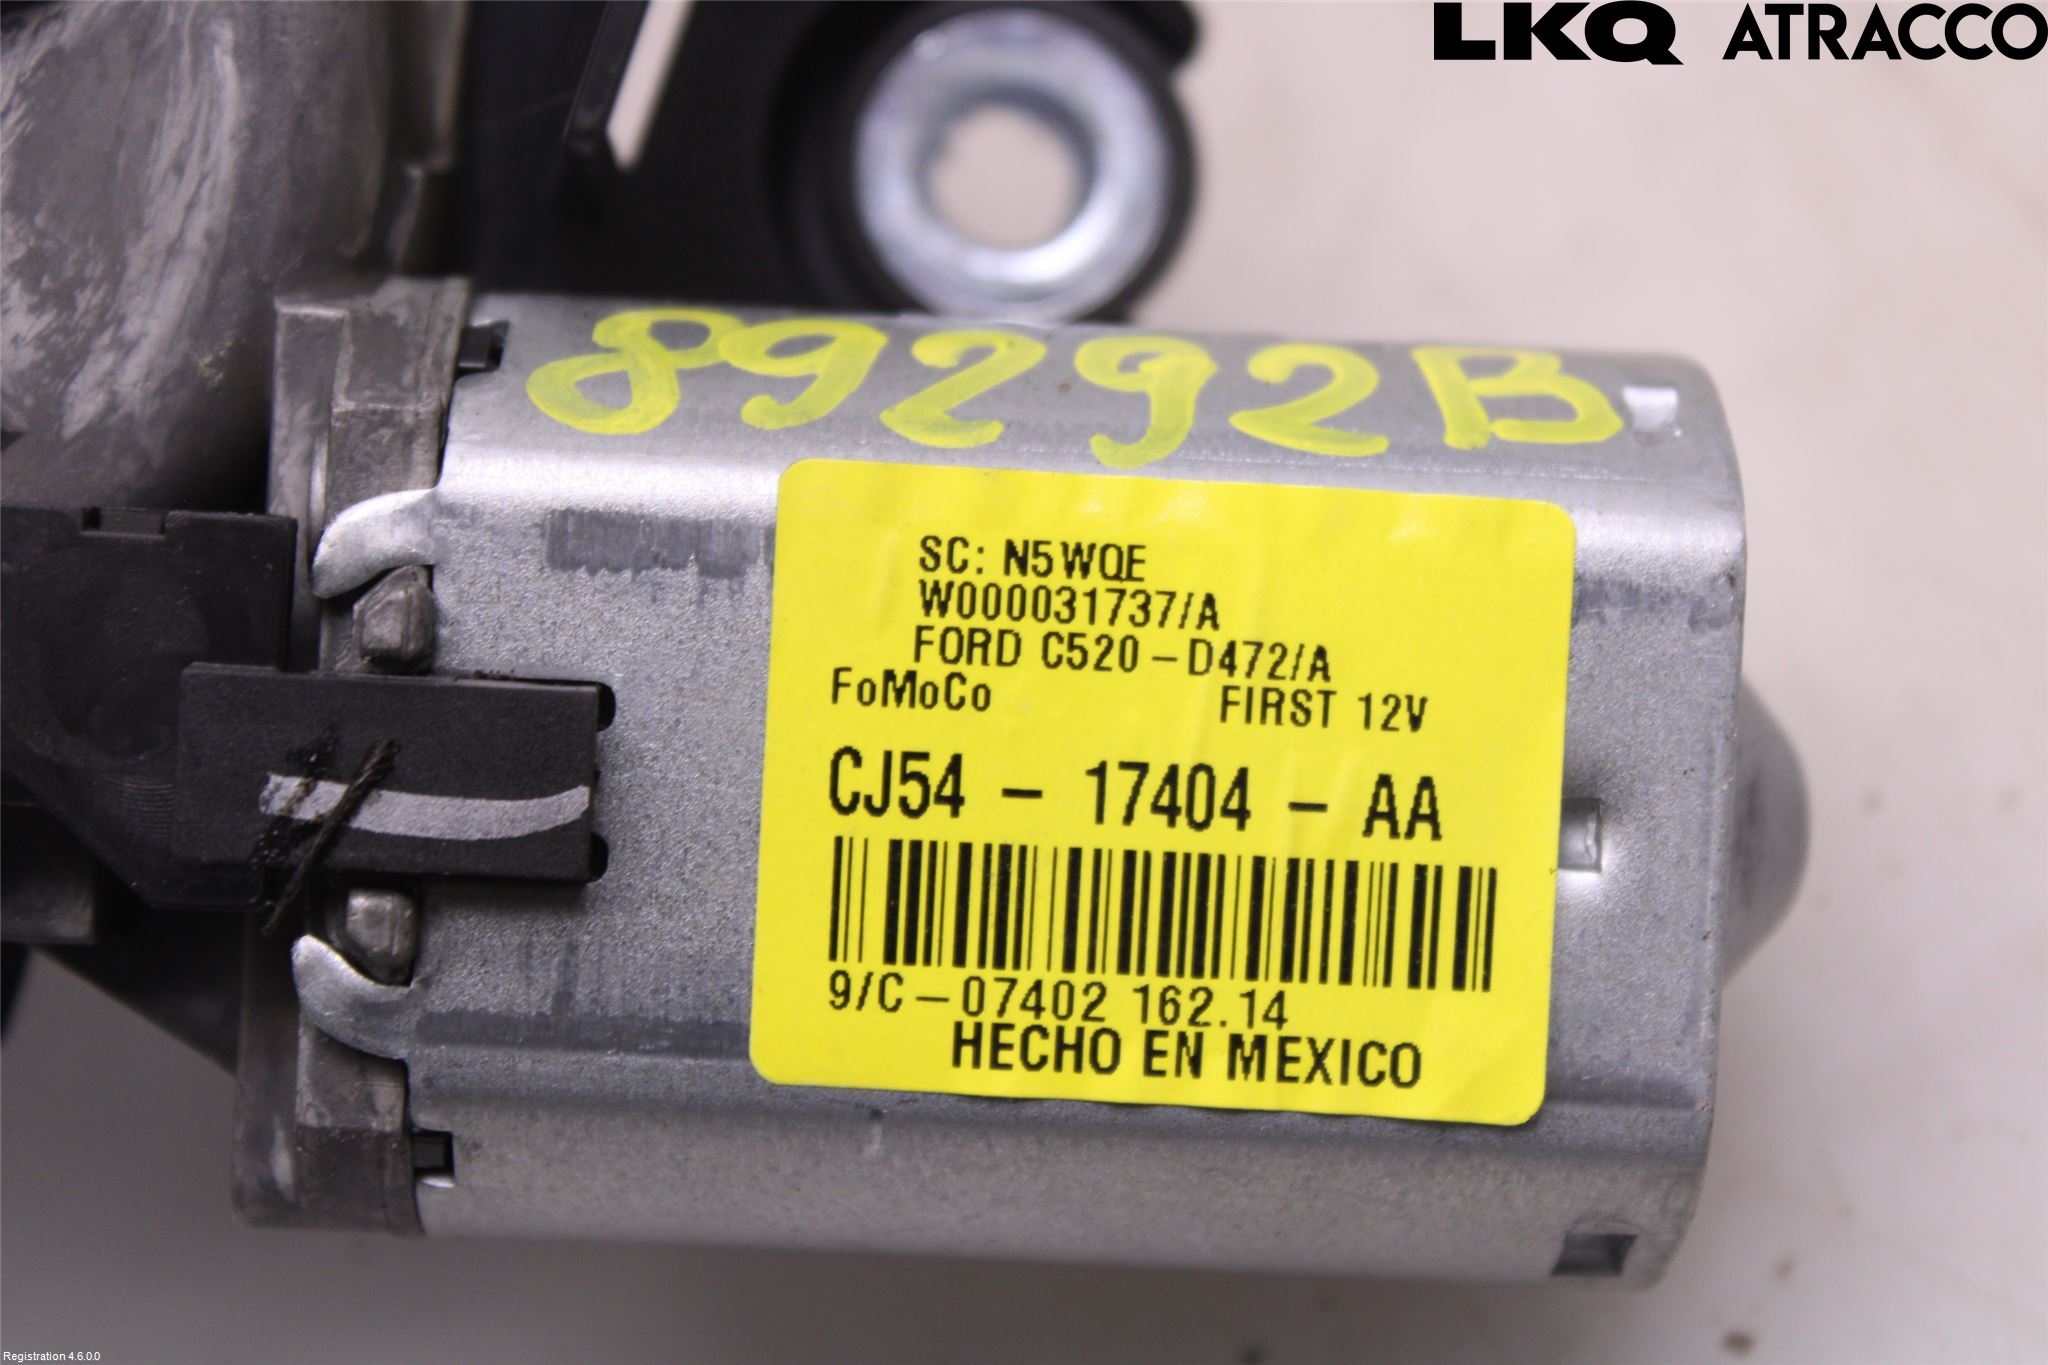 LKQ ATRACCO
89292B
SC: N5WQE
W000031737/A
FORD C520-D472/A
FoMoCo FIRST 12V
CJ54 - 17404 - AA
9/C-07402 162.14
HECHO EN MEXICO
Registration 4.6.0.0